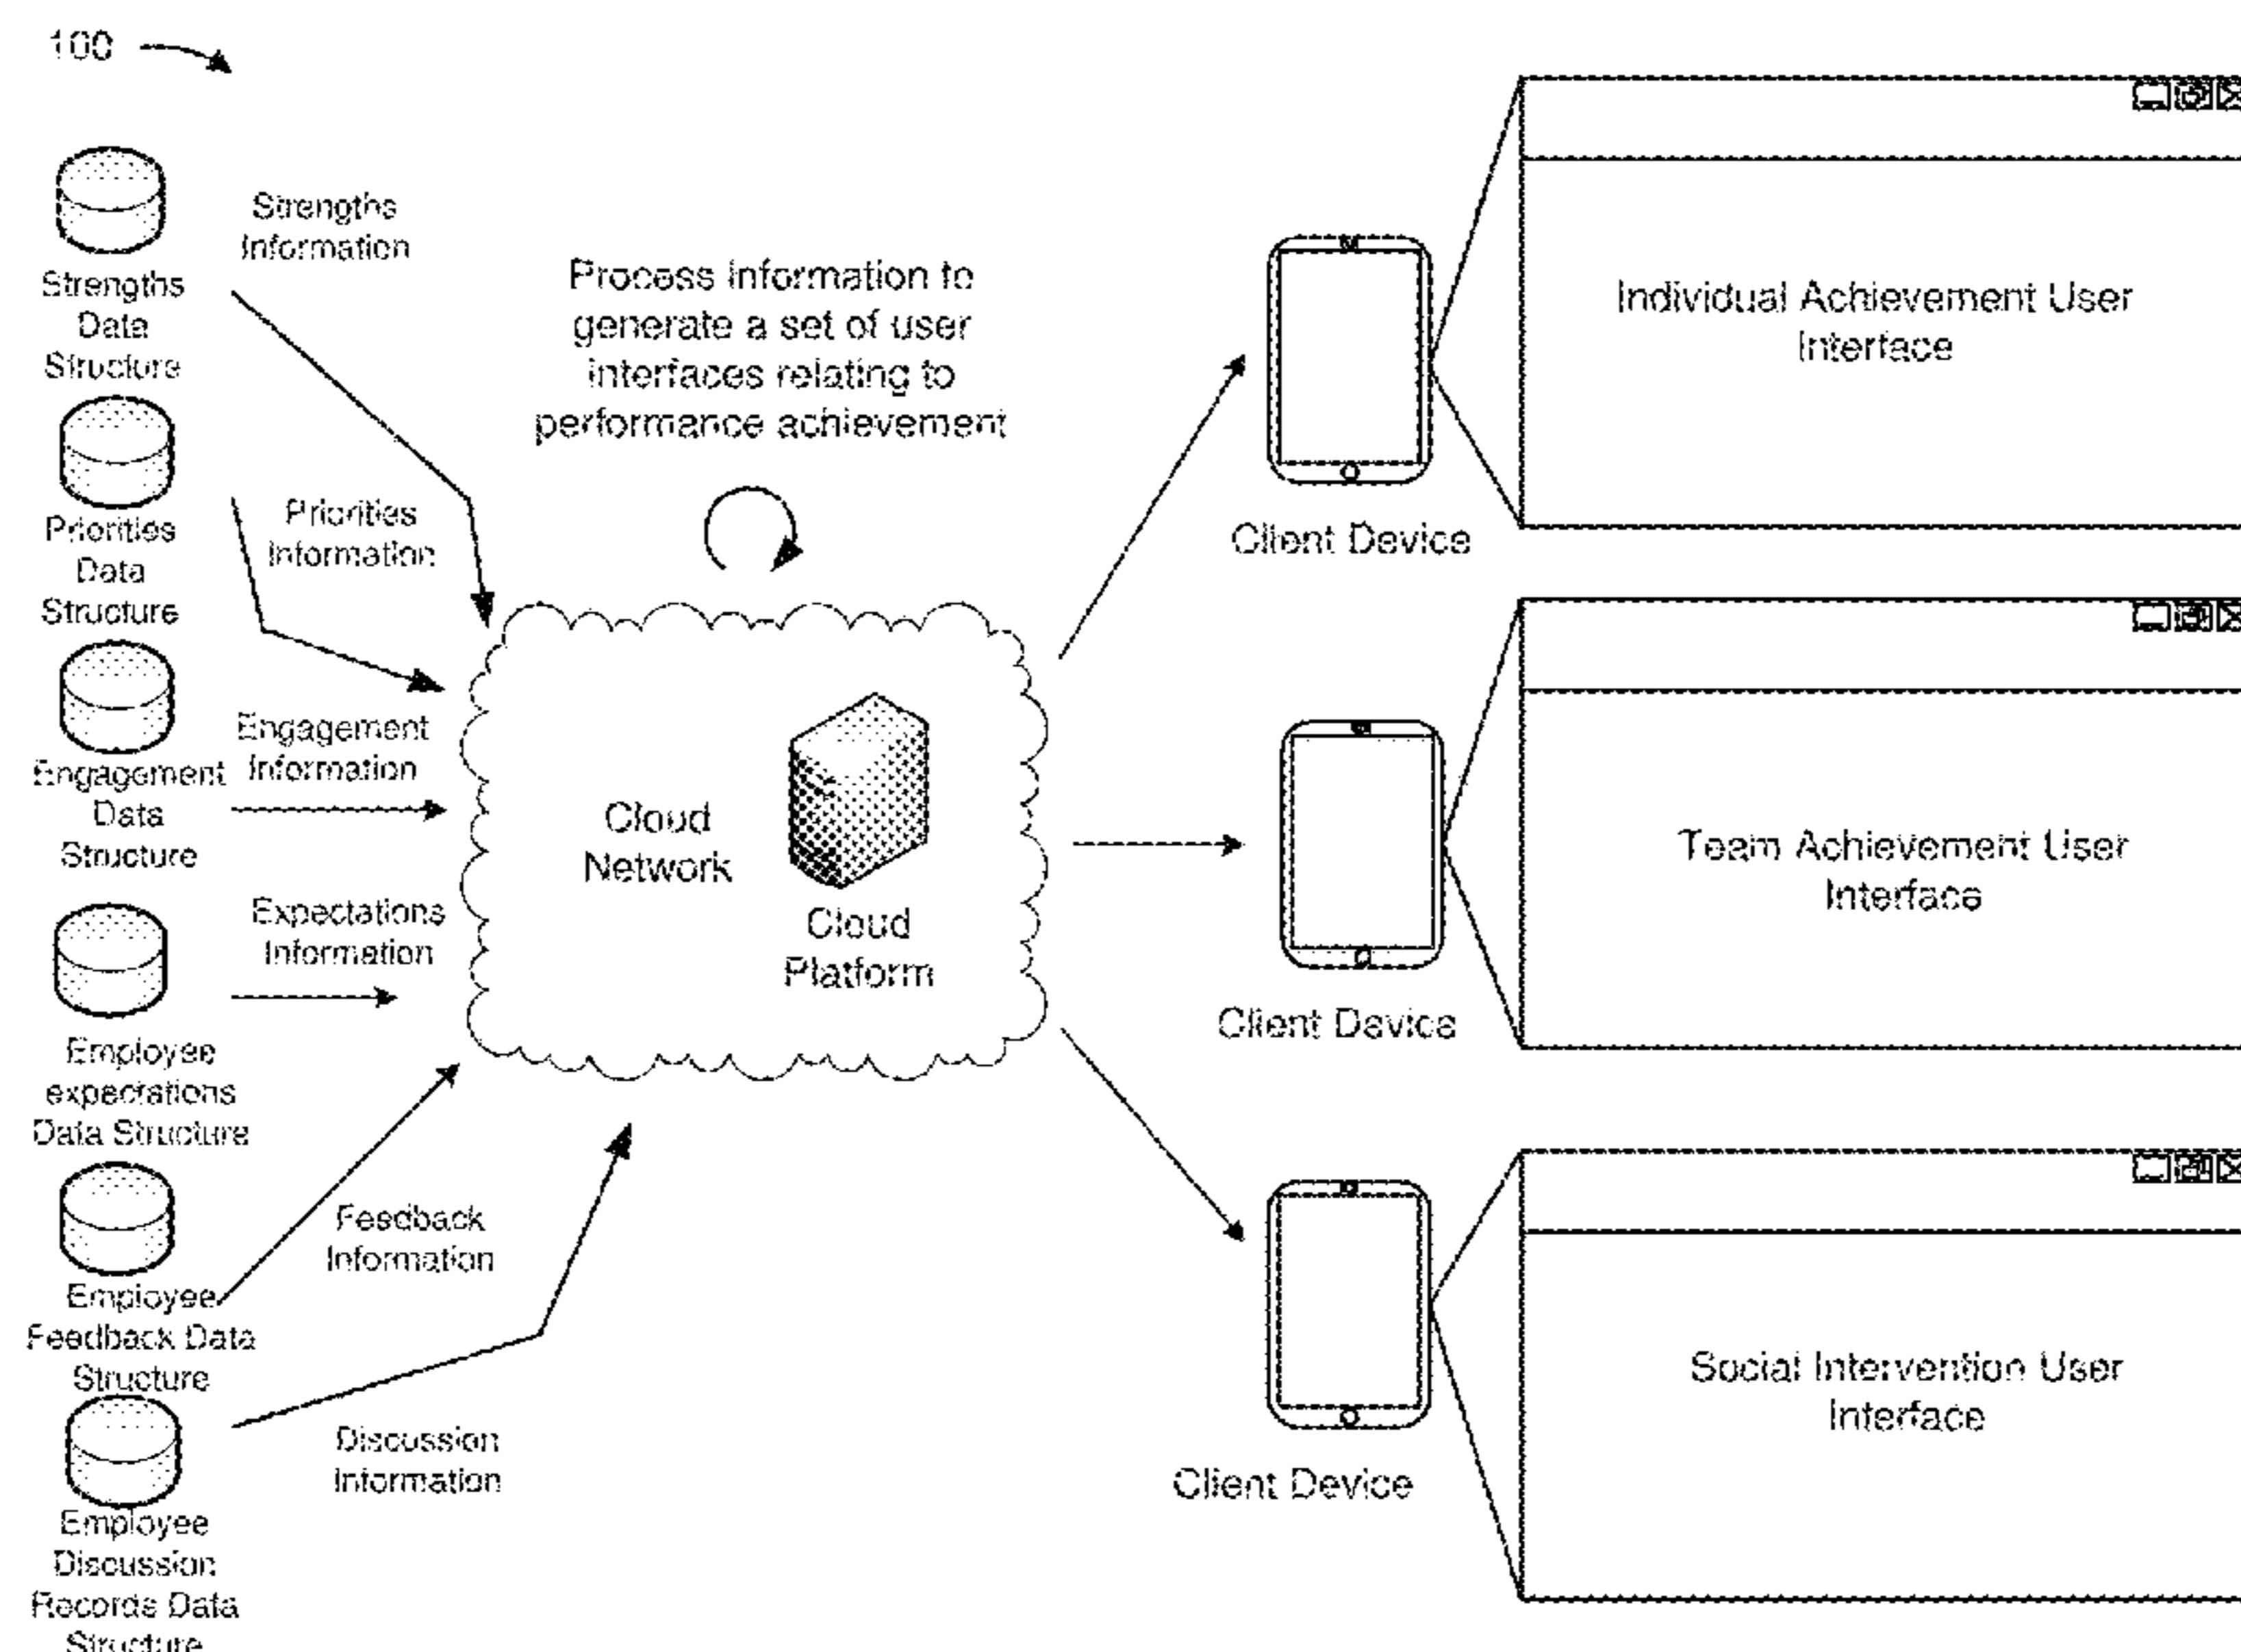 100
Strengths
Information
Strengths
Data
Structure
Process information to
generate a set of user
interfaces relating to
performance achievement
Individual Achievement User
Interface
Client Device
Priorities
Data
Structure
Priorities
Information
Engagement
Information
Engagement
Data
Structure
Cloud
Network
Cloud
Platform
Team Achievement User
Interface
Client Device
Expectations
Information
Employee
expectations
Data Structure
Feedback
Information
Employee
Feedback Data
Structure
Social Intervention User
Interface
Client Device
Discussion
Information
Employee
Discussion
Records Data
Structure